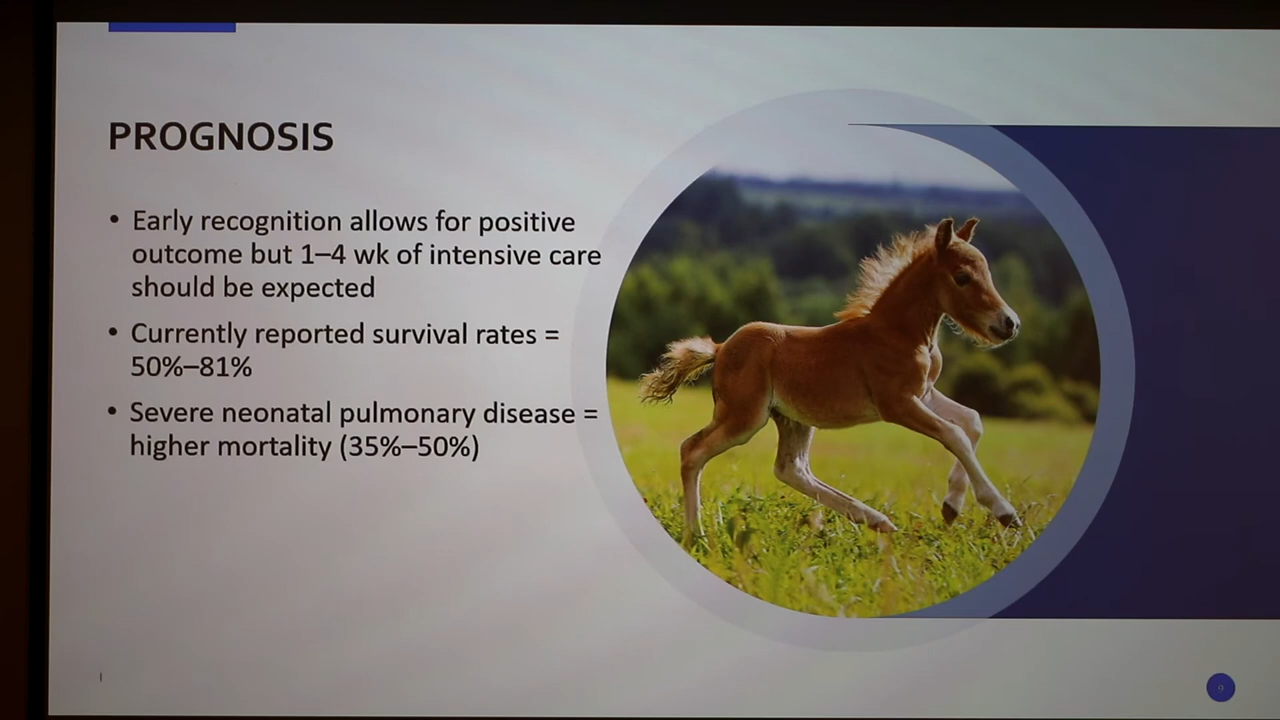 PROGNOSIS
• Early recognition allows for positive
outcome but 1–4 wk of intensive care
should be expected
• Currently reported survival rates =
50%–81%
• Severe neonatal pulmonary disease =
higher mortality (35%–50%)
9